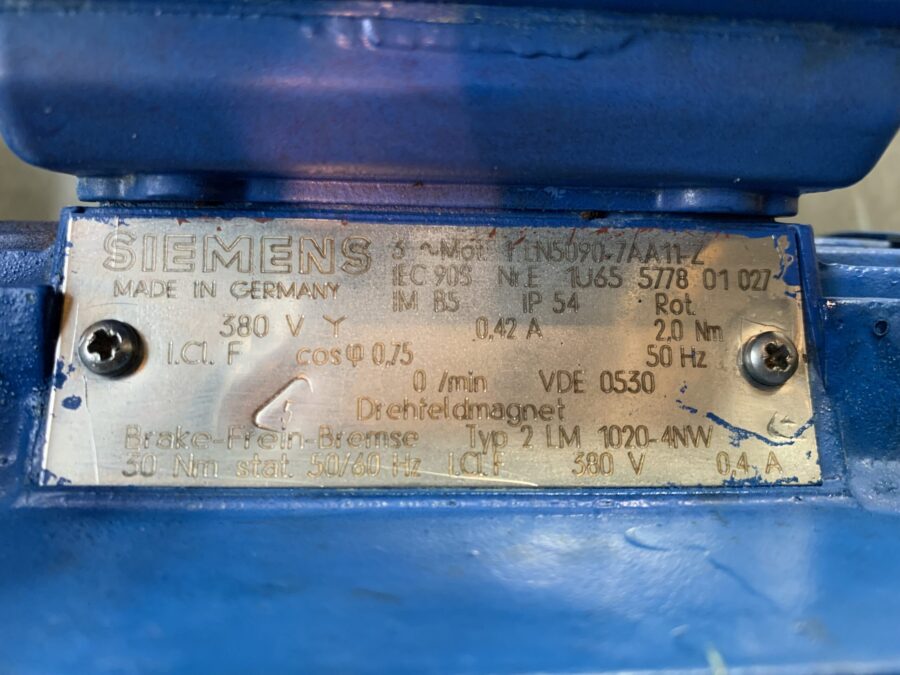 SIEMENS 3 ~Mot. 1LN5090-7AA11-Z
MADE IN GERMANY IEC 90S Nr.E 1U65 5778 01 027
IM B5 IP 54 Rot.
380 V Y 0,42 A 2,0 Nm
I.Cl. F cosφ 0,75 50 Hz
0 /min VDE 0530
Drehfeldmagnet
Brake-Frein-Bremse Typ 2 LM 1020-4NW
30 Nm stat. 50/60 Hz I.Cl. F 380 V 0,4 A